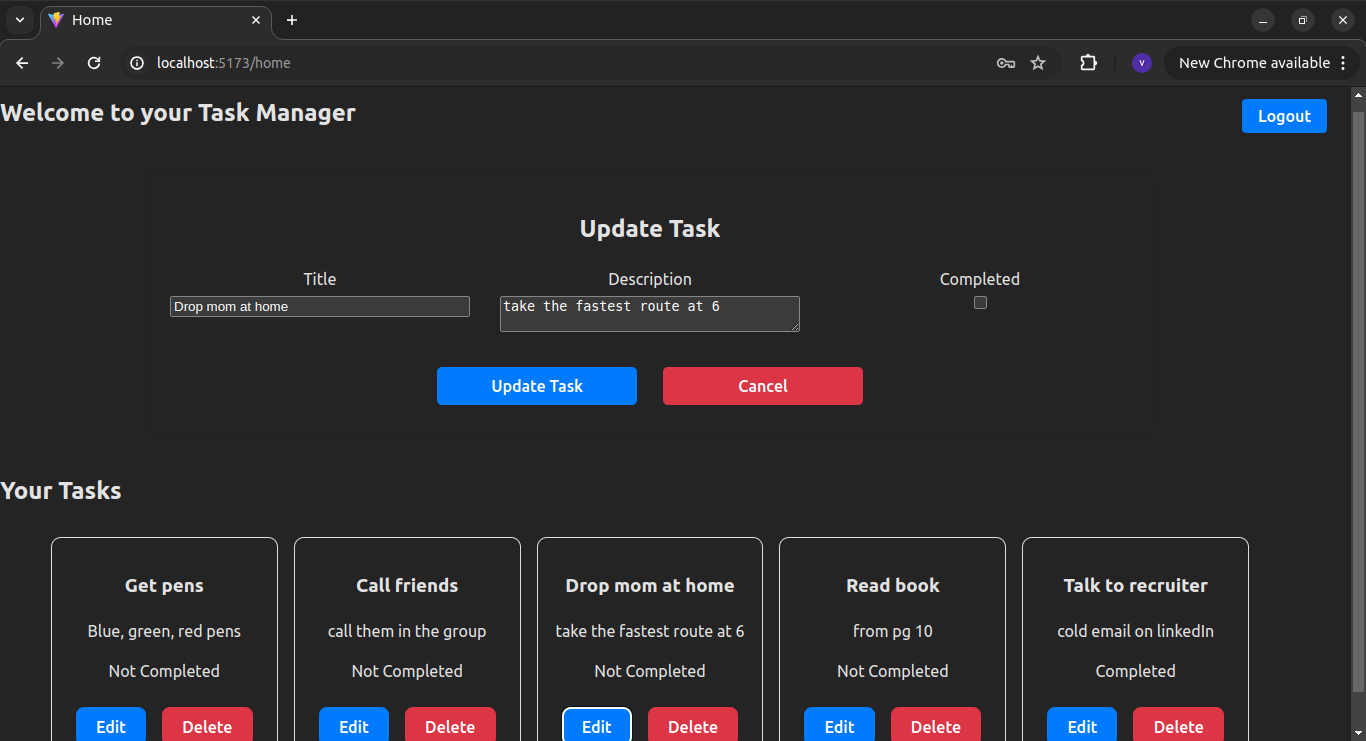 Home
localhost:5173/home
V
New Chrome available
Welcome to your Task Manager
Logout
Update Task
Title
Description
Completed
Drop mom at home
take the fastest route at 6
Update Task
Cancel
Your Tasks
Get pens
Blue, green, red pens
Not Completed
Edit
Delete
Call friends
call them in the group
Not Completed
Edit
Delete
Drop mom at home
take the fastest route at 6
Not Completed
Edit
Delete
Read book
from pg 10
Not Completed
Edit
Delete
Talk to recruiter
cold email on linkedIn
Completed
Edit
Delete